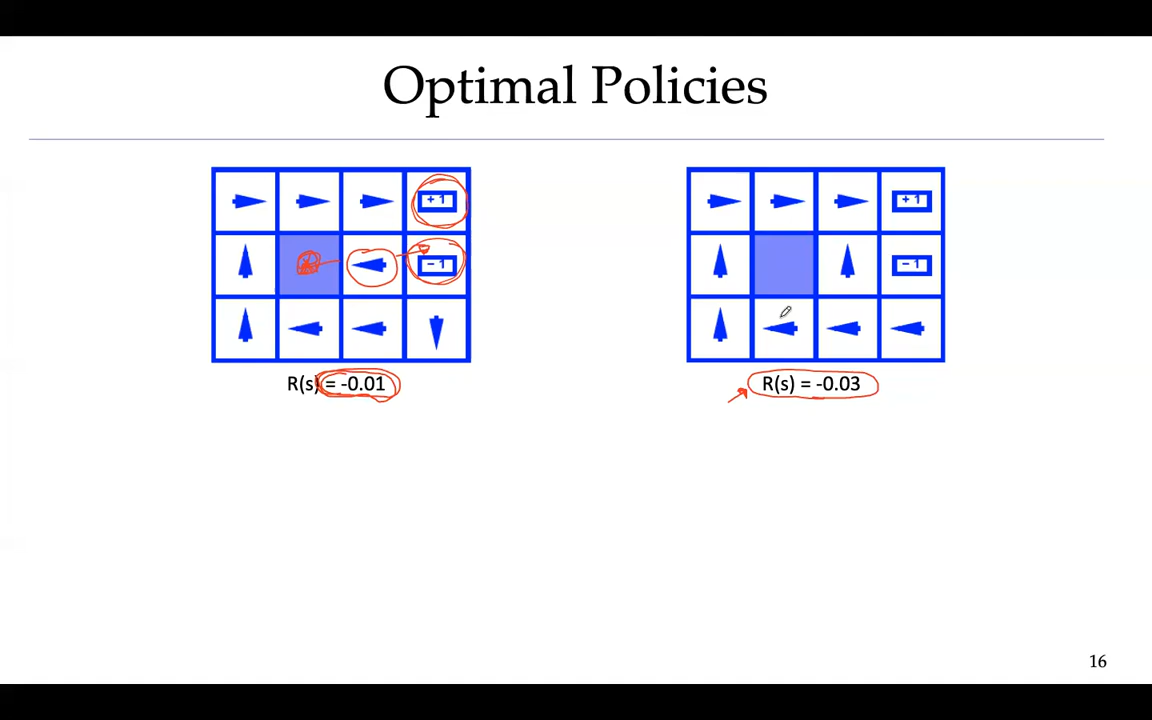 Optimal Policies
+1 +1
−1 −1
R(s) = -0.01 R(s) = -0.03
16